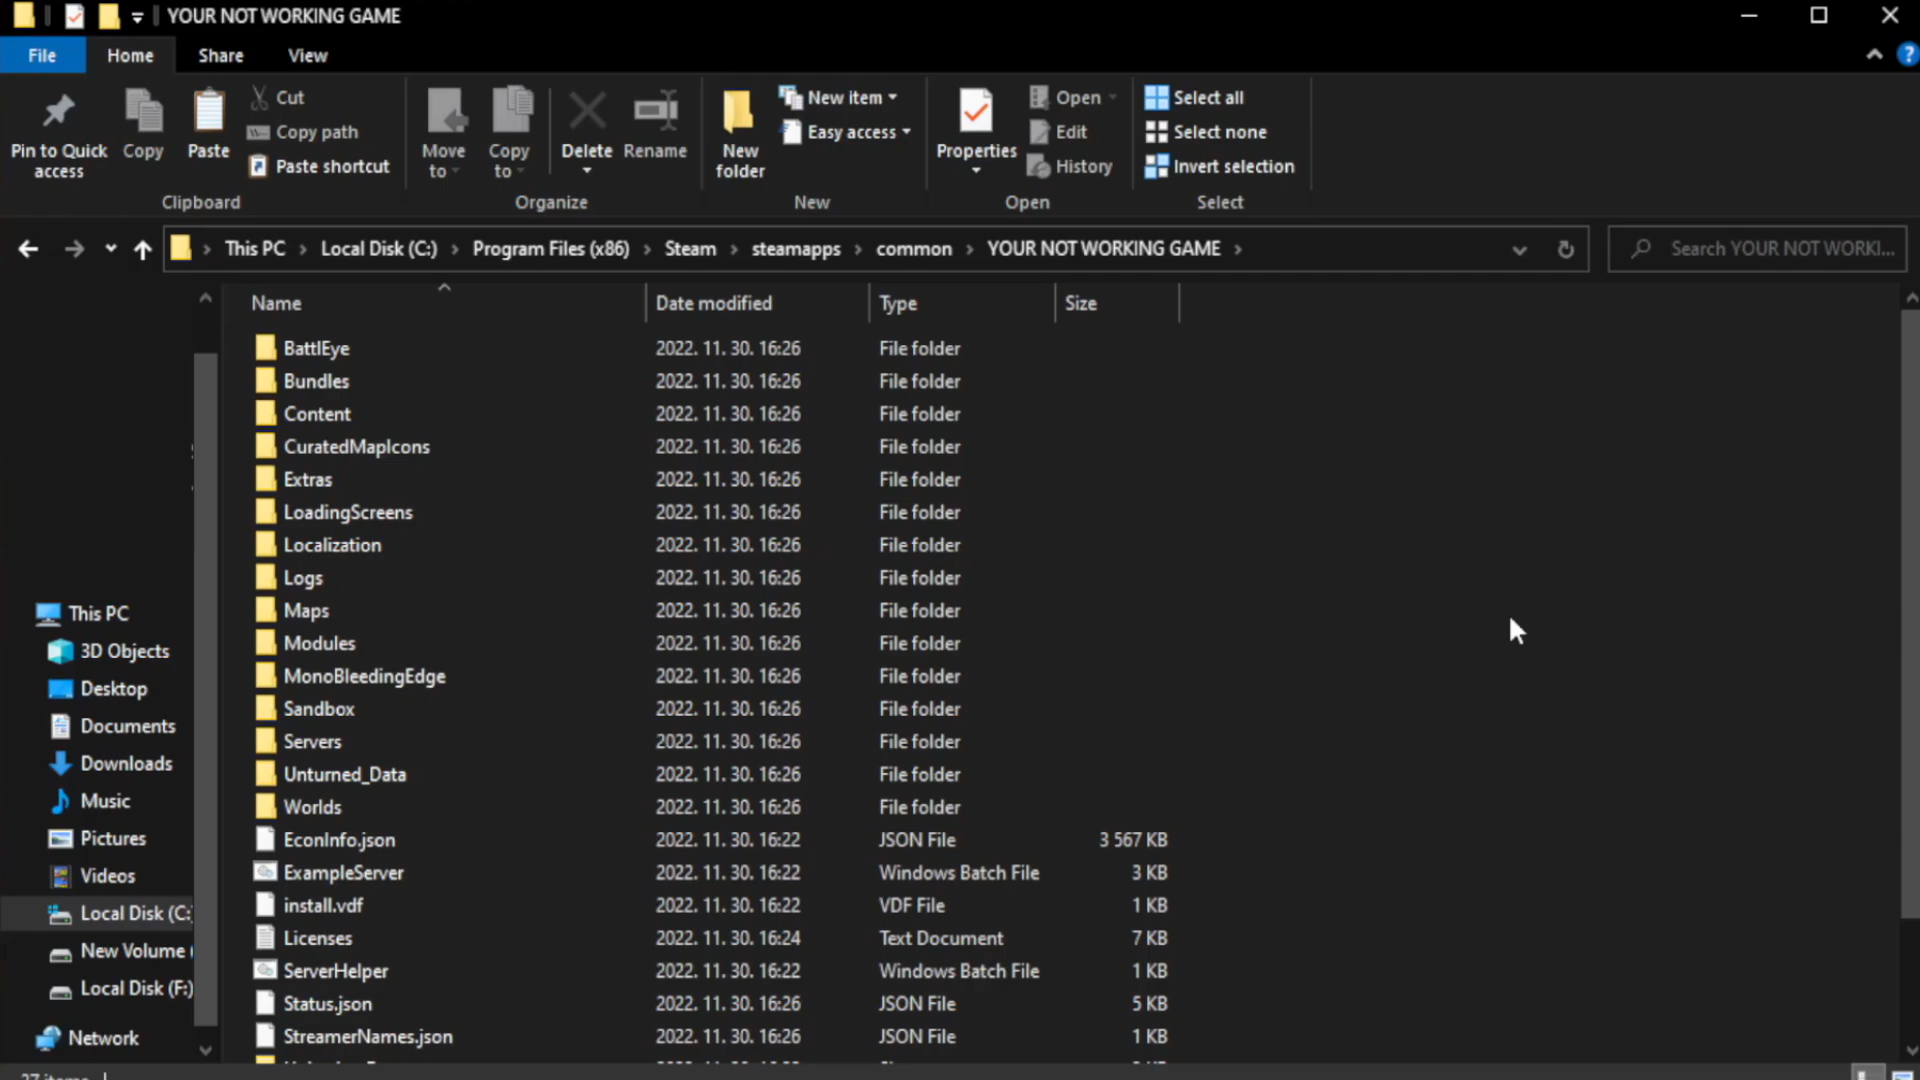 YOUR NOT WORKING GAME
File Home Share View
Pin to Quick access
Copy
Paste
Cut
Copy path
Paste shortcut
Clipboard
Move to
Copy to
Delete
Rename
Organize
New folder
New item
Easy access
New
Properties
Open
Edit
History
Open
Select all
Select none
Invert selection
Select
This PC > Local Disk (C:) > Program Files (x86) > Steam > steamapps > common > YOUR NOT WORKING GAME >
Search YOUR NOT WORKI...
This PC
3D Objects
Desktop
Documents
Downloads
Music
Pictures
Videos
Local Disk (C:
New Volume (
Local Disk (F:)
Network
Name Date modified Type Size
BattlEye 2022. 11. 30. 16:26 File folder
Bundles 2022. 11. 30. 16:26 File folder
Content 2022. 11. 30. 16:26 File folder
CuratedMapIcons 2022. 11. 30. 16:26 File folder
Extras 2022. 11. 30. 16:26 File folder
LoadingScreens 2022. 11. 30. 16:26 File folder
Localization 2022. 11. 30. 16:26 File folder
Logs 2022. 11. 30. 16:26 File folder
Maps 2022. 11. 30. 16:26 File folder
Modules 2022. 11. 30. 16:26 File folder
MonoBleedingEdge 2022. 11. 30. 16:26 File folder
Sandbox 2022. 11. 30. 16:26 File folder
Servers 2022. 11. 30. 16:26 File folder
Unturned_Data 2022. 11. 30. 16:26 File folder
Worlds 2022. 11. 30. 16:26 File folder
EconInfo.json 2022. 11. 30. 16:22 JSON File 3 567 KB
ExampleServer 2022. 11. 30. 16:22 Windows Batch File 3 KB
install.vdf 2022. 11. 30. 16:22 VDF File 1 KB
Licenses 2022. 11. 30. 16:24 Text Document 7 KB
ServerHelper 2022. 11. 30. 16:22 Windows Batch File 1 KB
Status.json 2022. 11. 30. 16:26 JSON File 5 KB
StreamerNames.json 2022. 11. 30. 16:26 JSON File 1 KB